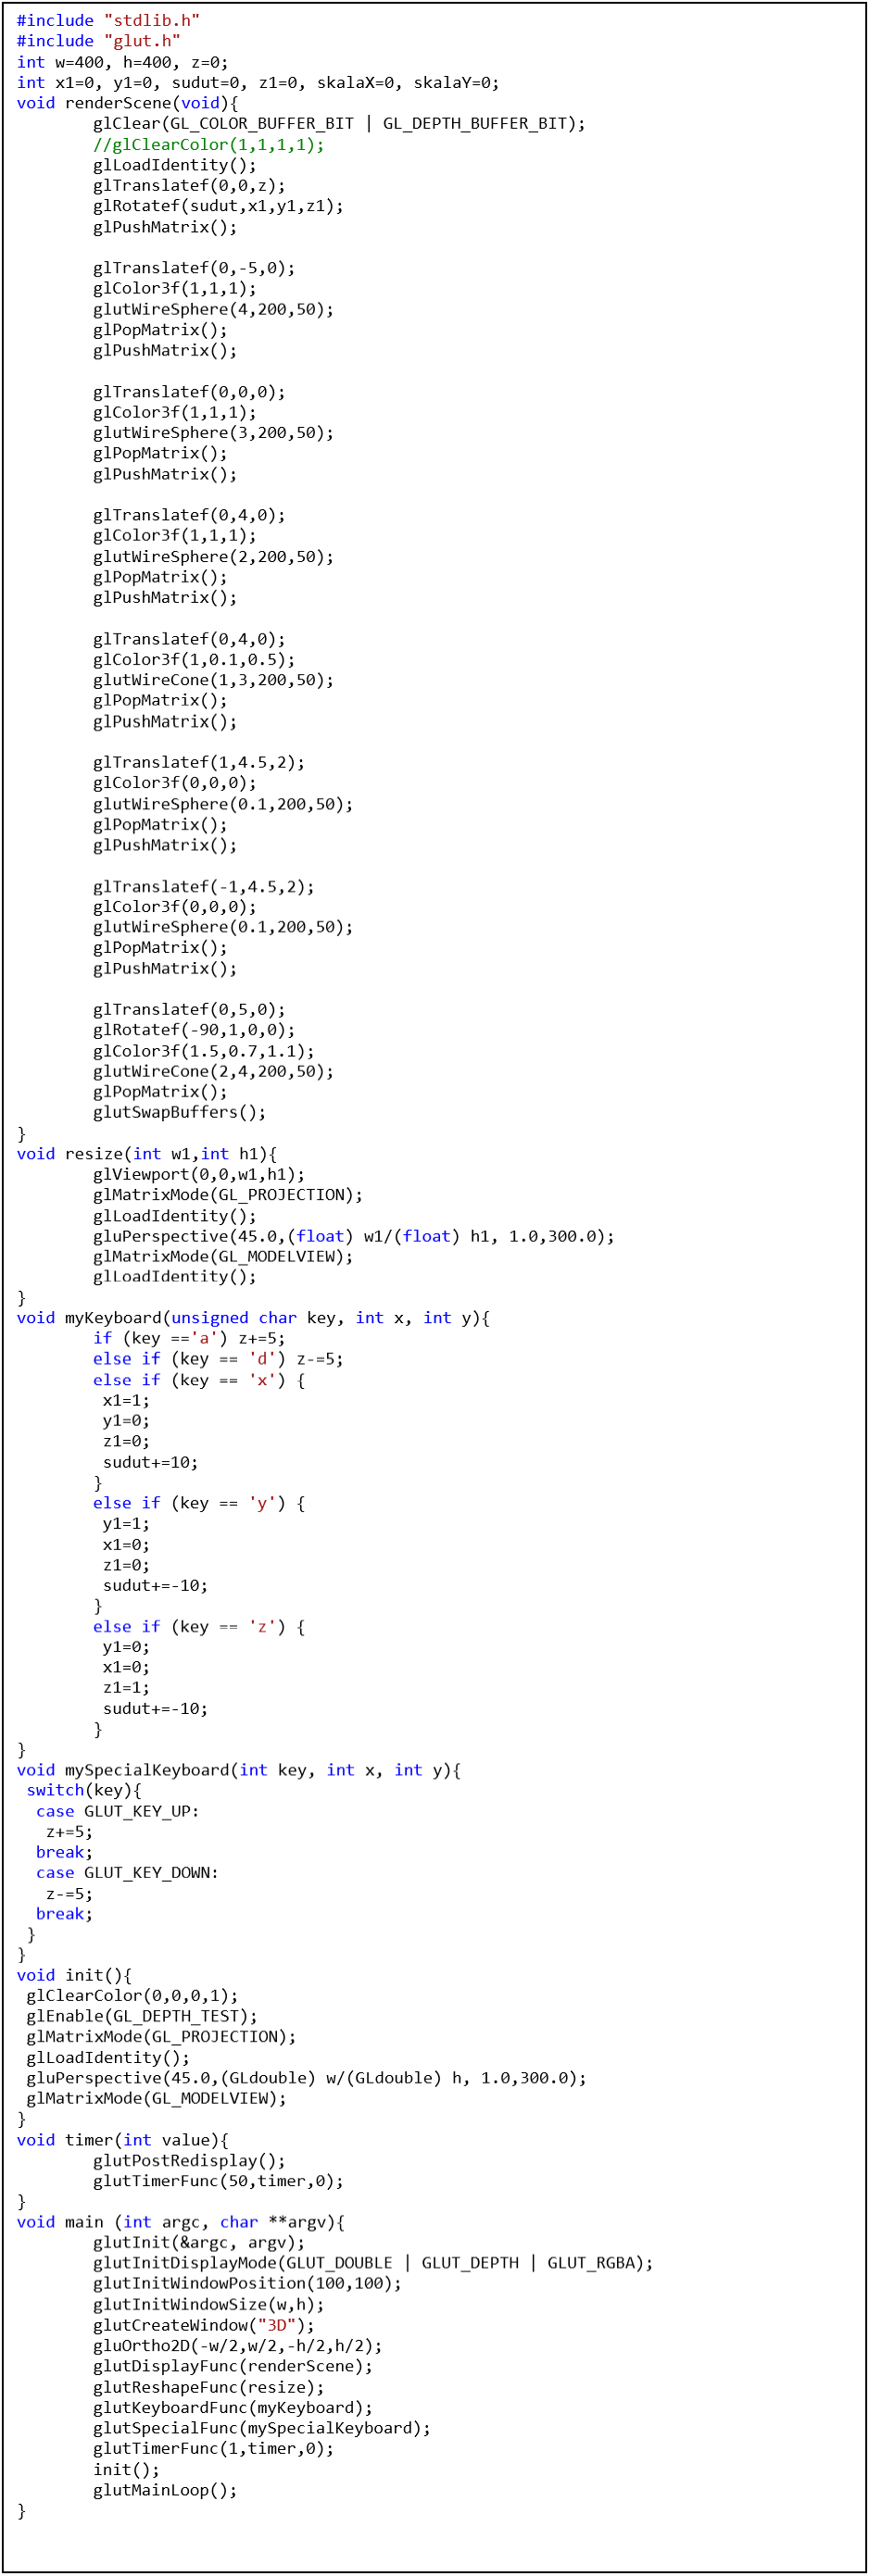 #include "stdlib.h"
#include "glut.h"
int w=400, h=400, z=0;
int x1=0, y1=0, sudut=0, z1=0, skalaX=0, skalaY=0;
void renderScene(void){
        glClear(GL_COLOR_BUFFER_BIT | GL_DEPTH_BUFFER_BIT);
        //glClearColor(1,1,1,1);
        glLoadIdentity();
        glTranslatef(0,0,z);
        glRotatef(sudut,x1,y1,z1);
        glPushMatrix();

        glTranslatef(0,-5,0);
        glColor3f(1,1,1);
        glutWireSphere(4,200,50);
        glPopMatrix();
        glPushMatrix();

        glTranslatef(0,0,0);
        glColor3f(1,1,1);
        glutWireSphere(3,200,50);
        glPopMatrix();
        glPushMatrix();

        glTranslatef(0,4,0);
        glColor3f(1,1,1);
        glutWireSphere(2,200,50);
        glPopMatrix();
        glPushMatrix();

        glTranslatef(0,4,0);
        glColor3f(1,0.1,0.5);
        glutWireCone(1,3,200,50);
        glPopMatrix();
        glPushMatrix();

        glTranslatef(1,4.5,2);
        glColor3f(0,0,0);
        glutWireSphere(0.1,200,50);
        glPopMatrix();
        glPushMatrix();

        glTranslatef(-1,4.5,2);
        glColor3f(0,0,0);
        glutWireSphere(0.1,200,50);
        glPopMatrix();
        glPushMatrix();

        glTranslatef(0,5,0);
        glRotatef(-90,1,0,0);
        glColor3f(1.5,0.7,1.1);
        glutWireCone(2,4,200,50);
        glPopMatrix();
        glutSwapBuffers();
}
void resize(int w1,int h1){
        glViewport(0,0,w1,h1);
        glMatrixMode(GL_PROJECTION);
        glLoadIdentity();
        gluPerspective(45.0,(float) w1/(float) h1, 1.0,300.0);
        glMatrixMode(GL_MODELVIEW);
        glLoadIdentity();
}
void myKeyboard(unsigned char key, int x, int y){
        if (key =='a') z+=5;
        else if (key == 'd') z-=5;
        else if (key == 'x') {
         x1=1;
         y1=0;
         z1=0;
         sudut+=10;
        }
        else if (key == 'y') {
         y1=1;
         x1=0;
         z1=0;
         sudut+=-10;
        }
        else if (key == 'z') {
         y1=0;
         x1=0;
         z1=1;
         sudut+=-10;
        }
}
void mySpecialKeyboard(int key, int x, int y){
 switch(key){
  case GLUT_KEY_UP:
   z+=5;
  break;
  case GLUT_KEY_DOWN:
   z-=5;
  break;
 }
}
void init(){
 glClearColor(0,0,0,1);
 glEnable(GL_DEPTH_TEST);
 glMatrixMode(GL_PROJECTION);
 glLoadIdentity();
 gluPerspective(45.0,(GLdouble) w/(GLdouble) h, 1.0,300.0);
 glMatrixMode(GL_MODELVIEW);
}
void timer(int value){
        glutPostRedisplay();
        glutTimerFunc(50,timer,0);
}
void main (int argc, char **argv){
        glutInit(&argc, argv);
        glutInitDisplayMode(GLUT_DOUBLE | GLUT_DEPTH | GLUT_RGBA);
        glutInitWindowPosition(100,100);
        glutInitWindowSize(w,h);
        glutCreateWindow("3D");
        gluOrtho2D(-w/2,w/2,-h/2,h/2);
        glutDisplayFunc(renderScene);
        glutReshapeFunc(resize);
        glutKeyboardFunc(myKeyboard);
        glutSpecialFunc(mySpecialKeyboard);
        glutTimerFunc(1,timer,0);
        init();
        glutMainLoop();
}